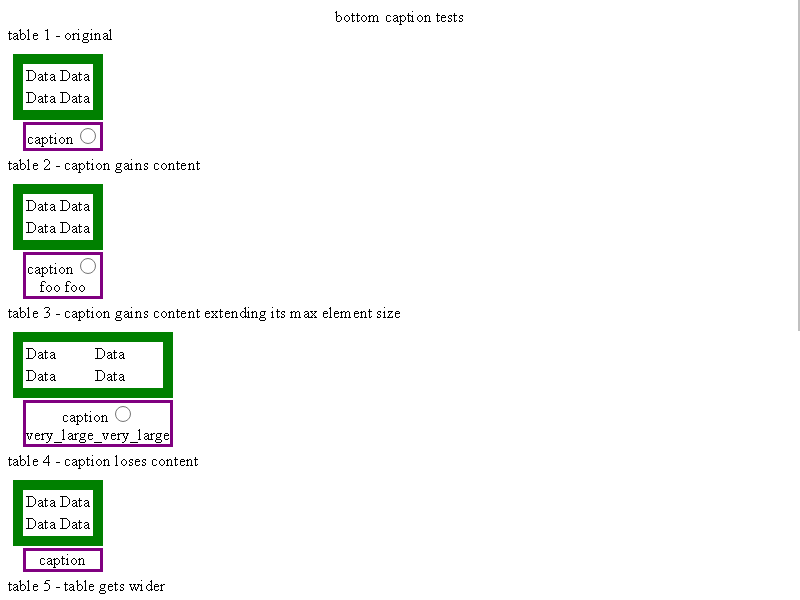 bottom caption tests
table 1 - original
Data Data
Data Data
caption
table 2 - caption gains content
Data Data
Data Data
caption
foo foo
table 3 - caption gains content extending its max element size
Data Data
Data Data
caption
very_large_very_large
table 4 - caption loses content
Data Data
Data Data
caption
table 5 - table gets wider